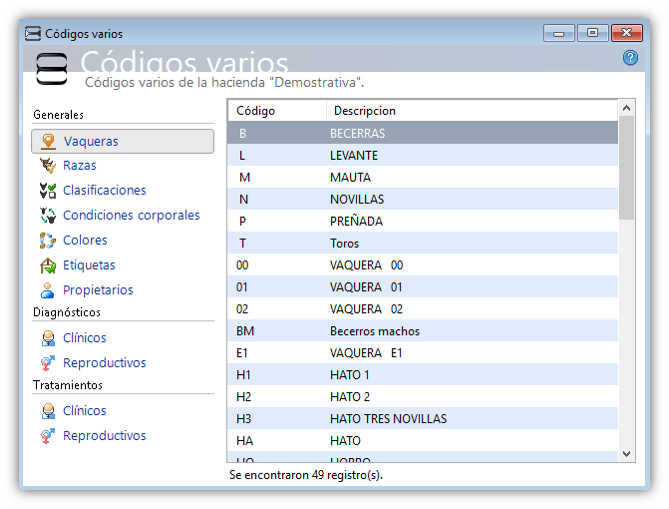 Códigos varios
Códigos varios
Códigos varios de la hacienda "Demostrativa".
Generales
Vaqueras
Razas
Clasificaciones
Condiciones corporales
Colores
Etiquetas
Propietarios
Diagnósticos
Clínicos
Reproductivos
Tratamientos
Clínicos
Reproductivos
Código Descripcion
B BECERRAS
L LEVANTE
M MAUTA
N NOVILLAS
P PREÑADA
T Toros
00 VAQUERA 00
01 VAQUERA 01
02 VAQUERA 02
BM Becerros machos
E1 VAQUERA E1
H1 HATO 1
H2 HATO 2
H3 HATO TRES NOVILLAS
HA HATO
Se encontraron 49 registro(s).